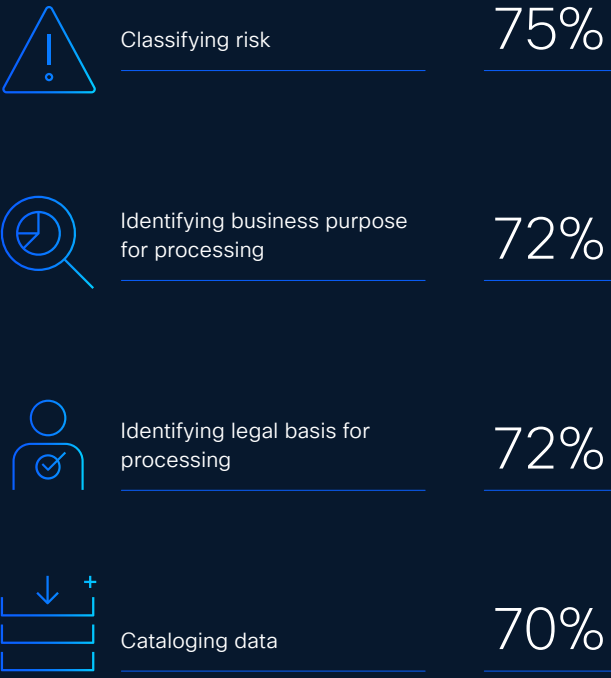 Classifying risk
75%
Identifying business purpose
for processing
72%
Identifying legal basis for
processing
72%
Cataloging data
70%